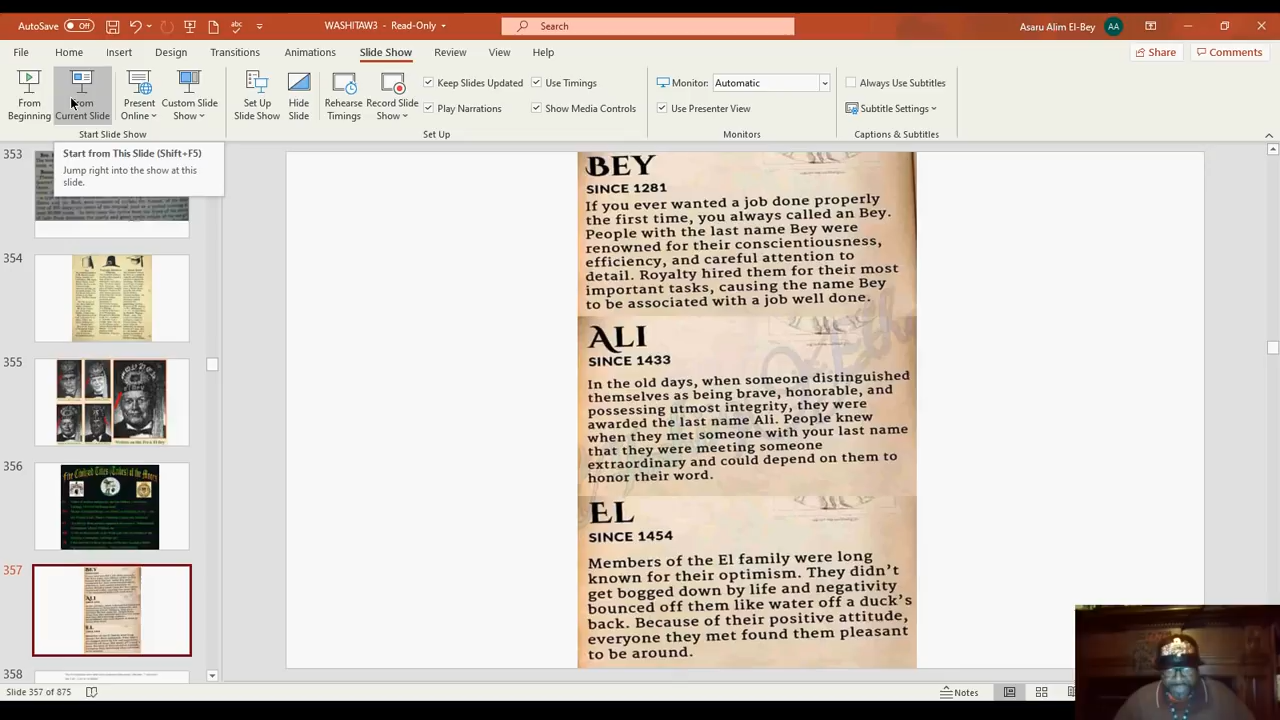 AutoSave Off
WASHITAW3 - Read-Only
Search
Asaru Alim El-Bey AA
File Home Insert Design Transitions Animations Slide Show Review View Help
Share Comments
From Beginning
From Current Slide
Present Online
Custom Slide Show
Set Up Slide Show
Hide Slide
Rehearse Timings
Record Slide Show
Keep Slides Updated
Play Narrations
Use Timings
Show Media Controls
Monitor: Automatic
Use Presenter View
Always Use Subtitles
Subtitle Settings
Start Slide Show
Set Up
Monitors
Captions & Subtitles
Start from This Slide (Shift+F5)
Jump right into the show at this
slide.
353
354
355
356
Five Civilized Tribes (Tribes) of the Moors
357
358
BEY
SINCE 1281
If you ever wanted a job done properly
the first time, you always called an Bey.
People with the last name Bey were
renowned for their conscientiousness,
efficiency, and careful attention to
detail. Royalty hired them for their most
important tasks, causing the name Bey
to be associated with a job well done.
ALI
SINCE 1433
In the old days, when someone distinguished
themselves as being brave, honorable, and
possessing utmost integrity, they were
awarded the last name Ali. People knew
when they met someone with your last name
that they were meeting someone
extraordinary and could depend on them to
honor their word.
EL
SINCE 1454
Members of the El family were long
known for their optimism. They didn't
get bogged down by life and negativity
bounced off them like water off a duck's
back. Because of their positive attitude,
everyone they met found them pleasant
to be around.
Slide 357 of 875
Notes